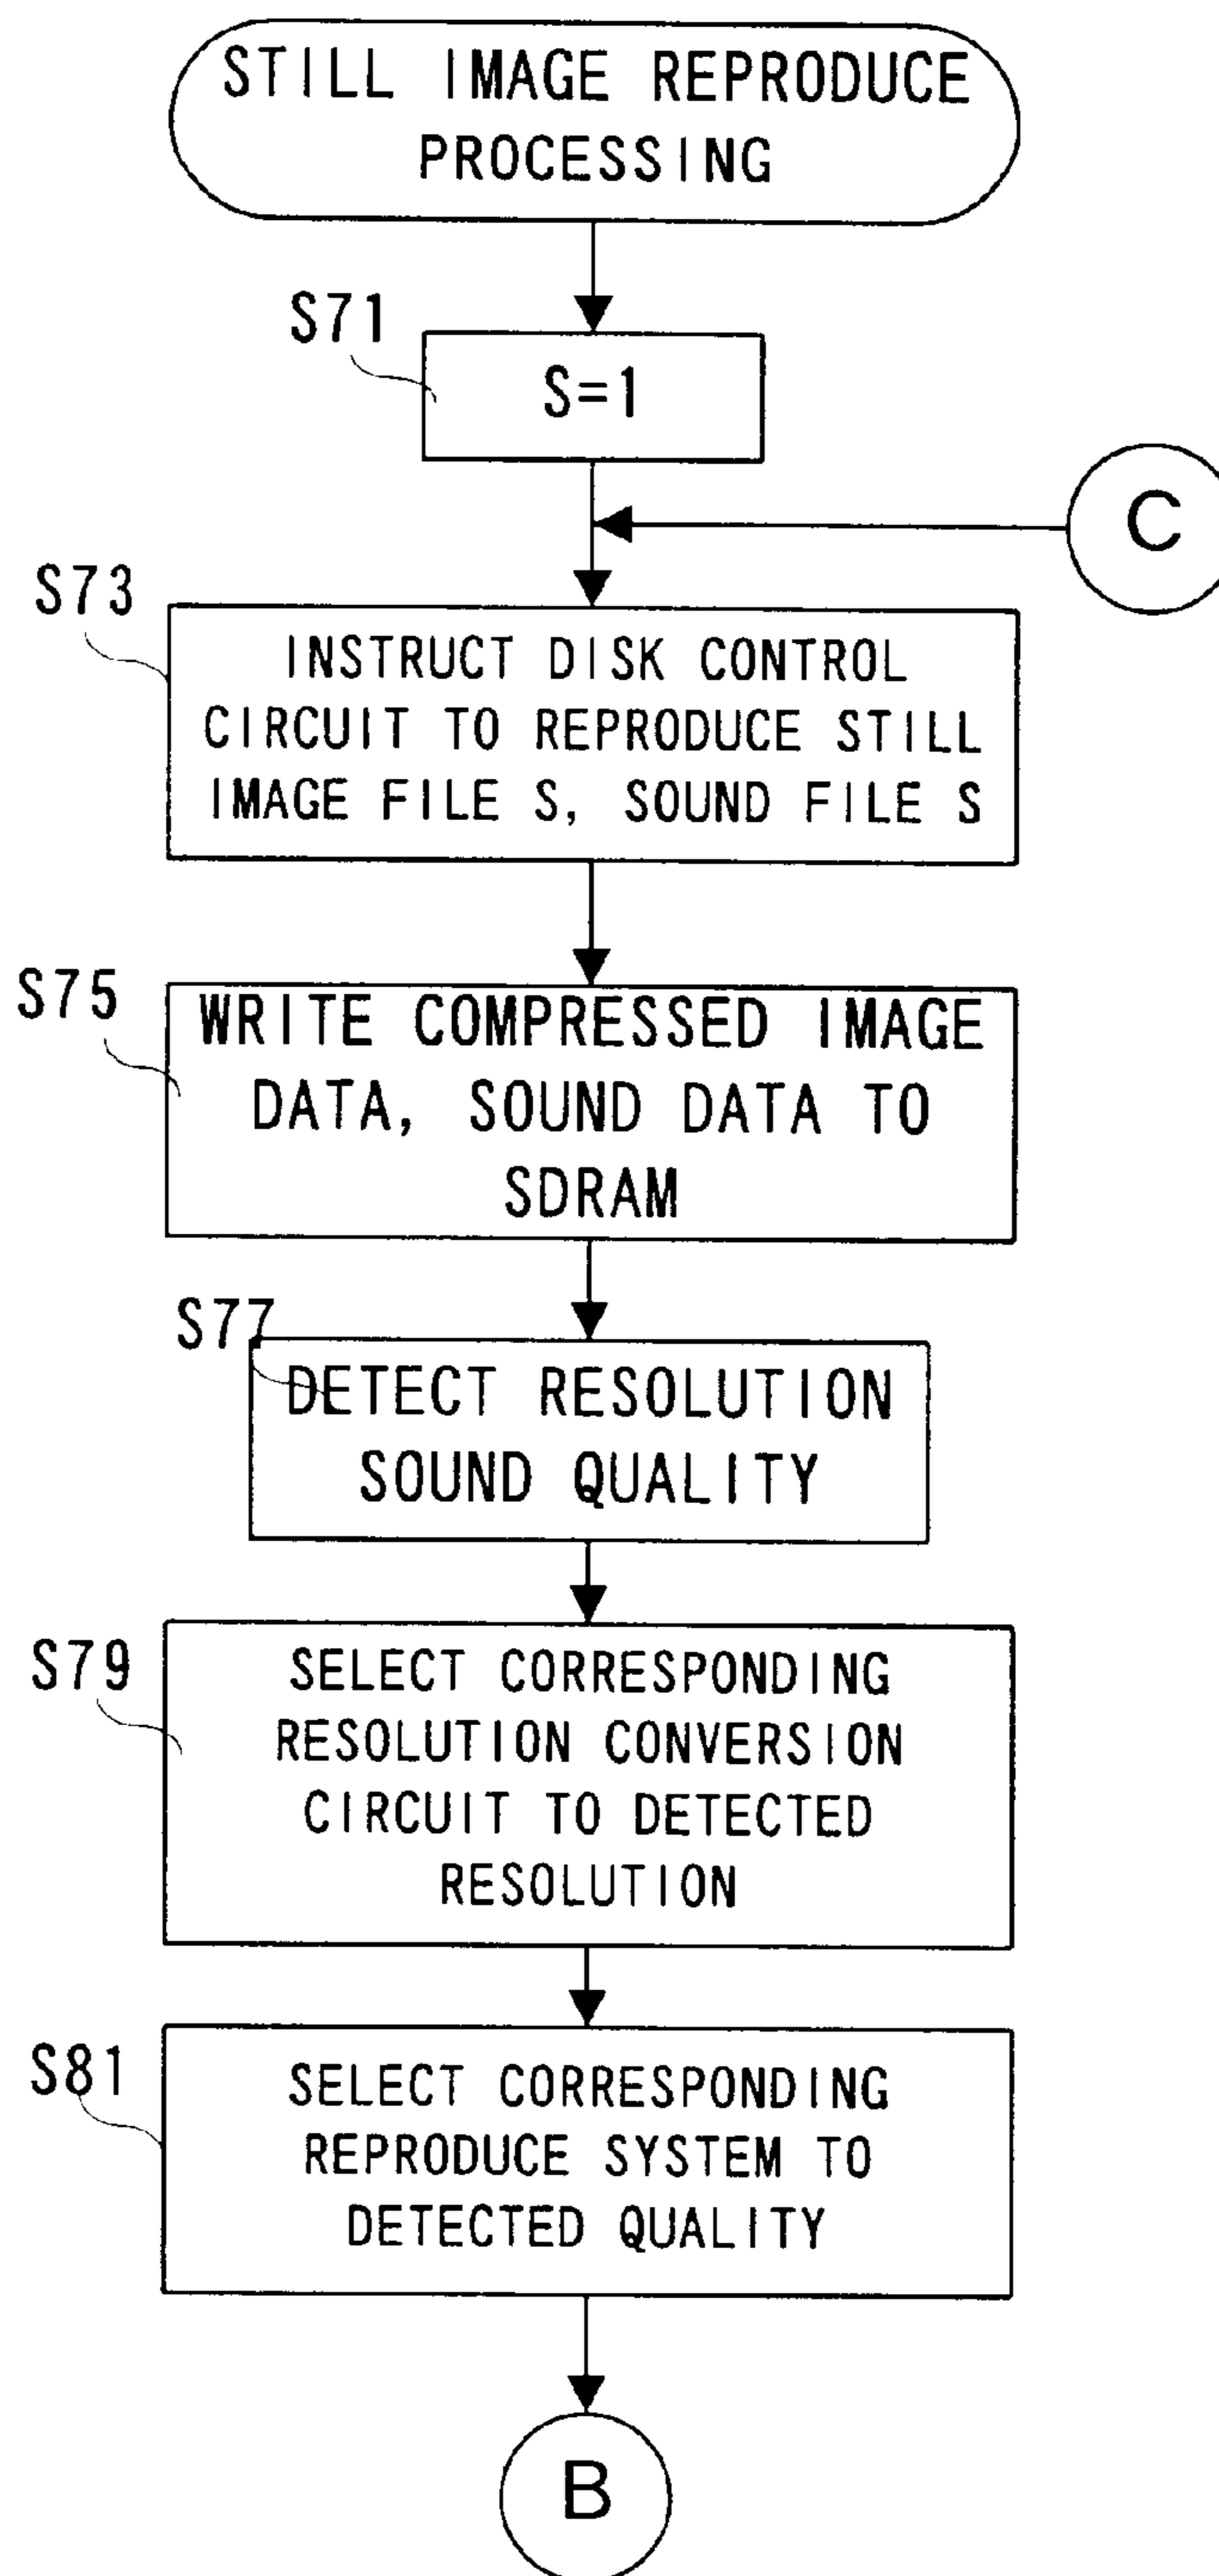 STILL IMAGE REPRODUCE
PROCESSING
S71
S=1
C
S73
INSTRUCT DISK CONTROL
CIRCUIT TO REPRODUCE STILL
IMAGE FILE S, SOUND FILE S
S75
WRITE COMPRESSED IMAGE
DATA, SOUND DATA TO
SDRAM
S77
DETECT RESOLUTION
SOUND QUALITY
S79
SELECT CORRESPONDING
RESOLUTION CONVERSION
CIRCUIT TO DETECTED
RESOLUTION
S81
SELECT CORRESPONDING
REPRODUCE SYSTEM TO
DETECTED QUALITY
B